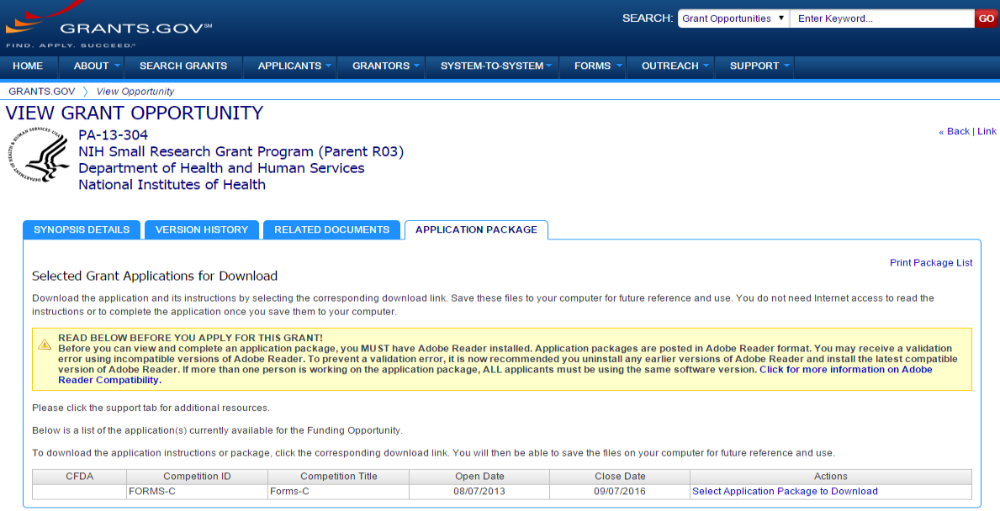 GRANTS.GOV℠
FIND. APPLY. SUCCEED.℠
SEARCH: Grant Opportunities ▼ Enter Keyword... GO
HOME ABOUT SEARCH GRANTS APPLICANTS GRANTORS SYSTEM-TO-SYSTEM FORMS OUTREACH SUPPORT
GRANTS.GOV 〉 View Opportunity
VIEW GRANT OPPORTUNITY
« Back | Link
DEPARTMENT OF HEALTH & HUMAN SERVICES·USA
PA-13-304
NIH Small Research Grant Program (Parent R03)
Department of Health and Human Services
National Institutes of Health
SYNOPSIS DETAILS VERSION HISTORY RELATED DOCUMENTS APPLICATION PACKAGE
Print Package List
Selected Grant Applications for Download
Download the application and its instructions by selecting the corresponding download link. Save these files to your computer for future reference and use. You do not need Internet access to read the
instructions or to complete the application once you save them to your computer.
READ BELOW BEFORE YOU APPLY FOR THIS GRANT!
Before you can view and complete an application package, you MUST have Adobe Reader installed. Application packages are posted in Adobe Reader format. You may receive a validation
error using incompatible versions of Adobe Reader. To prevent a validation error, it is now recommended you uninstall any earlier versions of Adobe Reader and install the latest compatible
version of Adobe Reader. If more than one person is working on the application package, ALL applicants must be using the same software version. Click for more information on Adobe
Reader Compatibility.
Please click the support tab for additional resources.
Below is a list of the application(s) currently available for the Funding Opportunity.
To download the application instructions or package, click the corresponding download link. You will then be able to save the files on your computer for future reference and use.
CFDA Competition ID Competition Title Open Date Close Date Actions
FORMS-C Forms-C 08/07/2013 09/07/2016 Select Application Package to Download